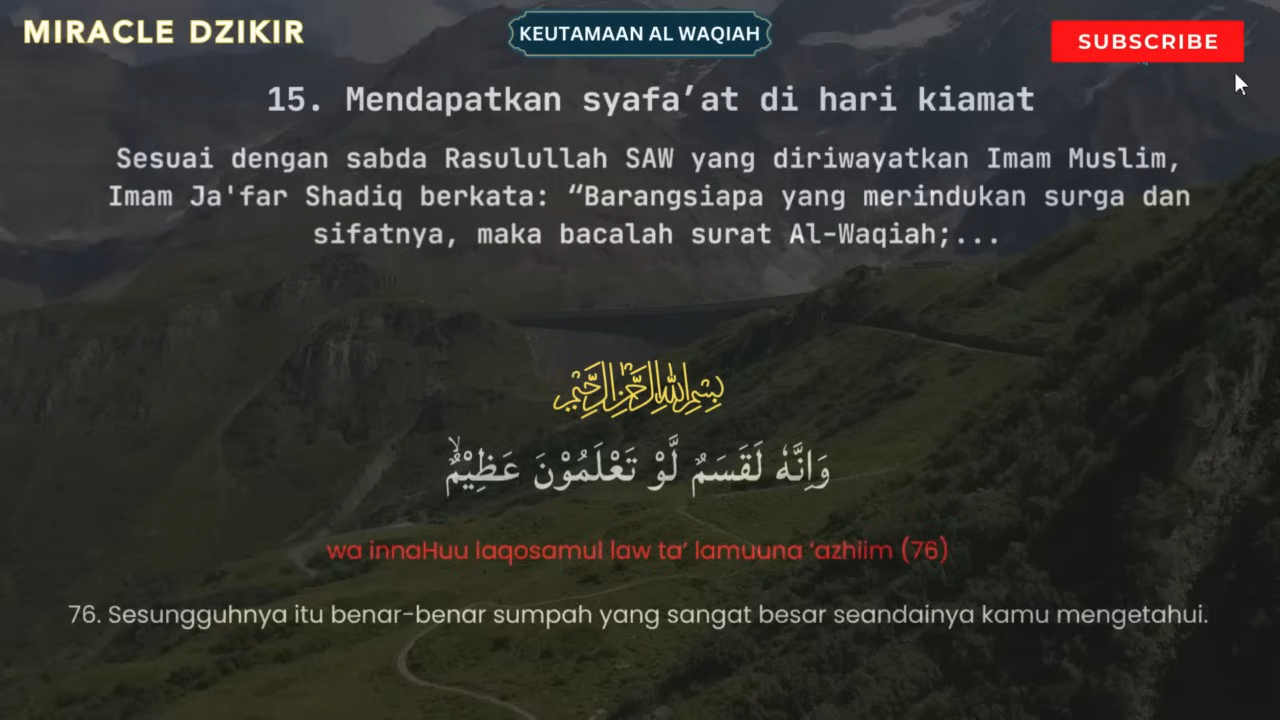 MIRACLE DZIKIR
KEUTAMAAN AL WAQIAH
SUBSCRIBE
15. Mendapatkan syafa’at di hari kiamat
Sesuai dengan sabda Rasulullah SAW yang diriwayatkan Imam Muslim,
Imam Ja'far Shadiq berkata: “Barangsiapa yang merindukan surga dan
sifatnya, maka bacalah surat Al-Waqiah;...
بِسْمِ اللَّهِ الرَّحْمَٰنِ الرَّحِيمِ
وَاِنَّهٗ لَقَسَمٌ لَّوْ تَعْلَمُوْنَ عَظِيْمٌۙ
wa innaHuu laqosamul law ta’ lamuuna ‘azhiim (76)
76. Sesungguhnya itu benar-benar sumpah yang sangat besar seandainya kamu mengetahui.